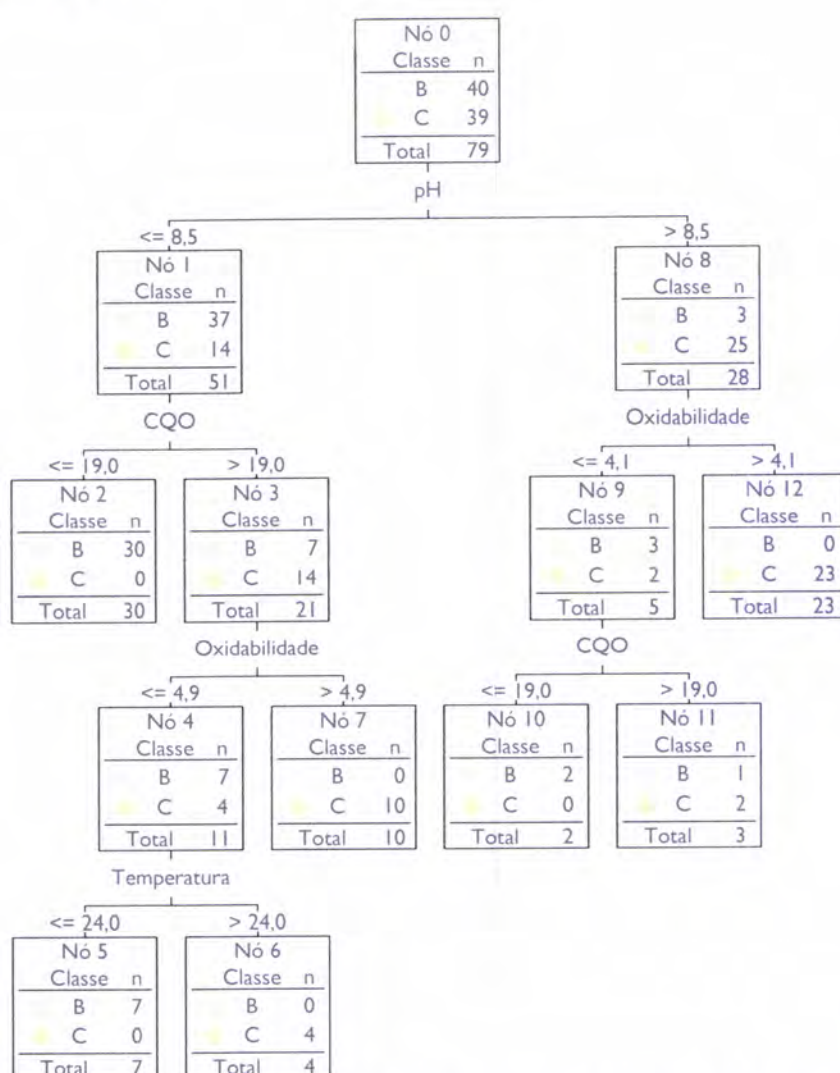 Nó 0
Classe n
B 40
C 39
Total 79
pH
<= 8,5
> 8,5
Nó 1
Classe n
B 37
C 14
Total 51
CQO
Nó 8
Classe n
B 3
C 25
Total 28
Oxidabilidade
<= 19,0
> 19,0
<= 4,1
> 4,1
Nó 2
Classe n
B 30
C 0
Total 30
Nó 3
Classe n
B 7
C 14
Total 21
Oxidabilidade
Nó 9
Classe n
B 3
C 2
Total 5
CQO
Nó 12
Classe n
B 0
C 23
Total 23
<= 4,9
> 4,9
<= 19,0
> 19,0
Nó 4
Classe n
B 7
C 4
Total 11
Temperatura
Nó 7
Classe n
B 0
C 10
Total 10
Nó 10
Classe n
B 2
C 0
Total 2
Nó 11
Classe n
B 1
C 2
Total 3
<= 24,0
> 24,0
Nó 5
Classe n
B 7
C 0
Total 7
Nó 6
Classe n
B 0
C 4
Total 4